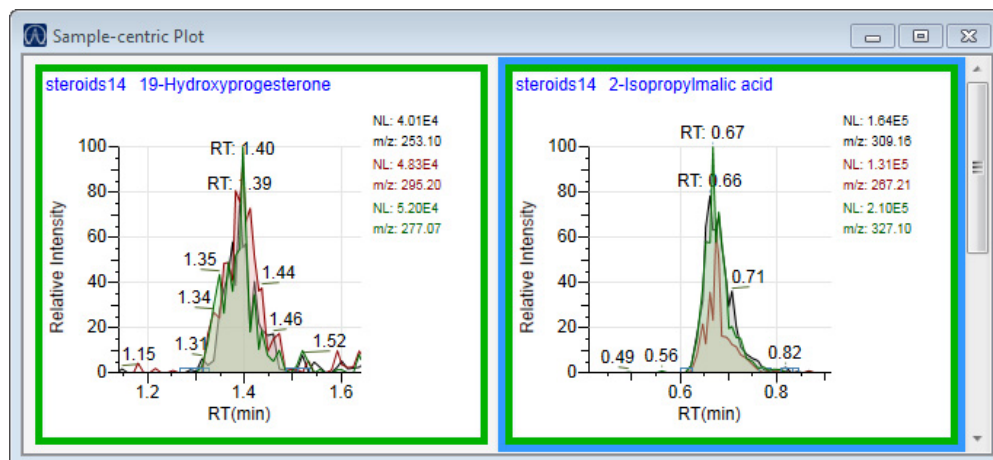 Sample-centric Plot
steroids14 19-Hydroxyprogesterone
NL: 4.01E4
m/z: 253.10
NL: 4.83E4
m/z: 295.20
NL: 5.20E4
m/z: 277.07
RT: 1.40
RT: 1.39
1.35
1.34
1.31
1.15
1.44
1.46
1.52
100
80
60
40
20
0
Relative Intensity
1.2
1.4
1.6
RT(min)
steroids14 2-Isopropylmalic acid
NL: 1.64E5
m/z: 309.16
NL: 1.31E5
m/z: 267.21
NL: 2.10E5
m/z: 327.10
RT: 0.67
RT: 0.66
0.71
0.49
0.56
0.82
100
80
60
40
20
0
Relative Intensity
0.6
0.8
RT(min)